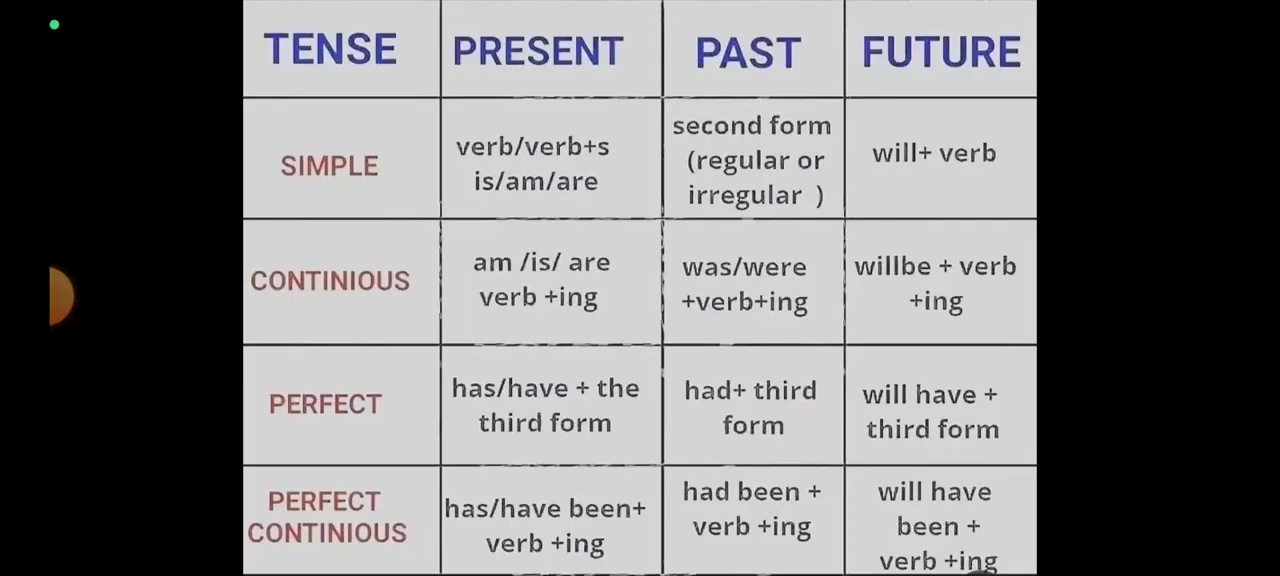 TENSE PRESENT PAST FUTURE
SIMPLE
verb/verb+s
is/am/are
second form
(regular or
irregular )
will+ verb
CONTINIOUS
am /is/ are
verb +ing
was/were
+verb+ing
willbe + verb
+ing
PERFECT
has/have + the
third form
had+ third
form
will have +
third form
PERFECT
CONTINIOUS
has/have been+
verb +ing
had been +
verb +ing
will have
been +
verb +ing